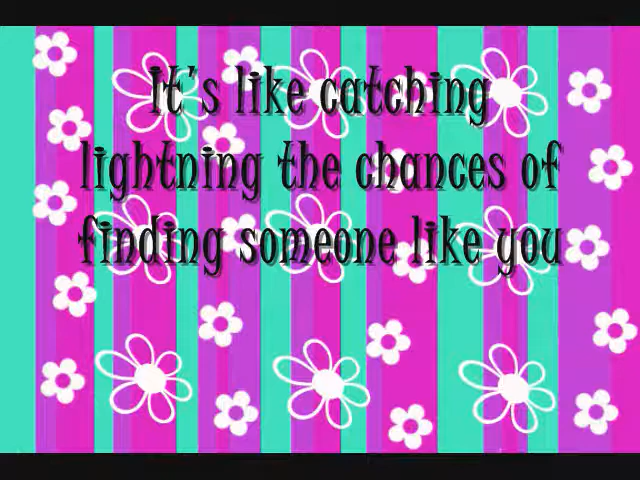 It's like catching
lightning the chances of
finding someone like you